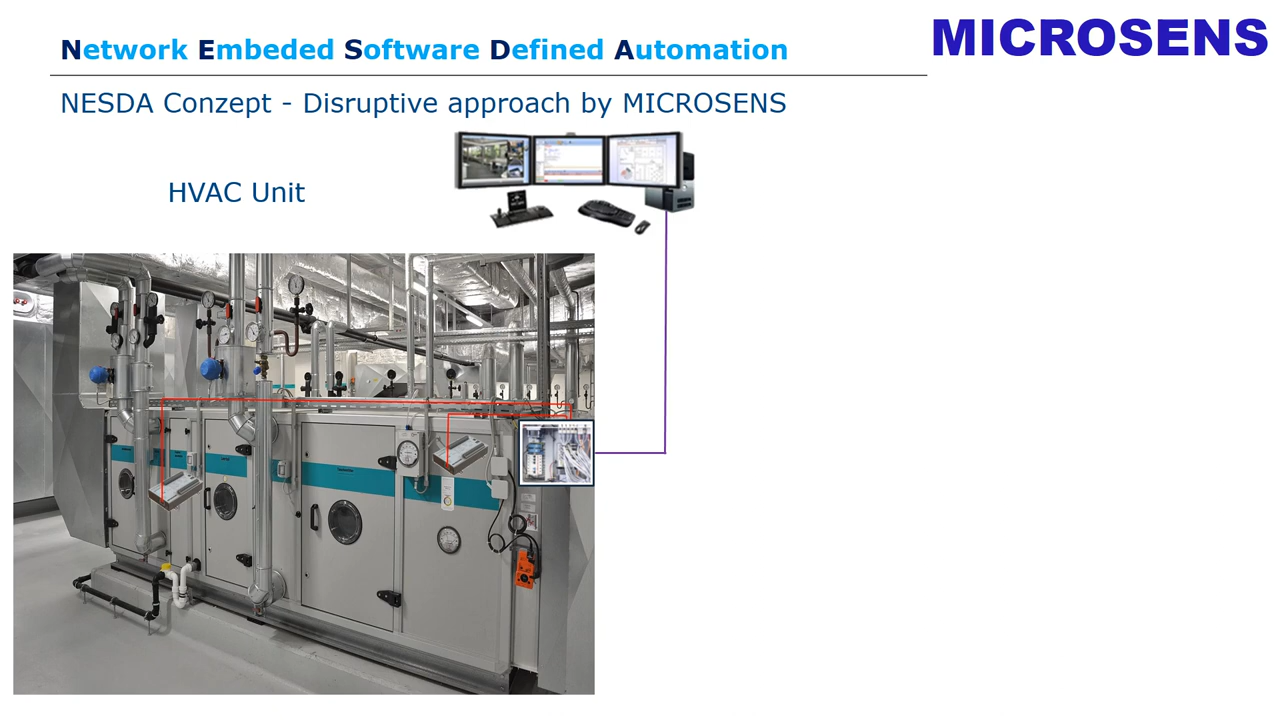 Network Embeded Software Defined Automation
MICROSENS
NESDA Conzept - Disruptive approach by MICROSENS
HVAC Unit